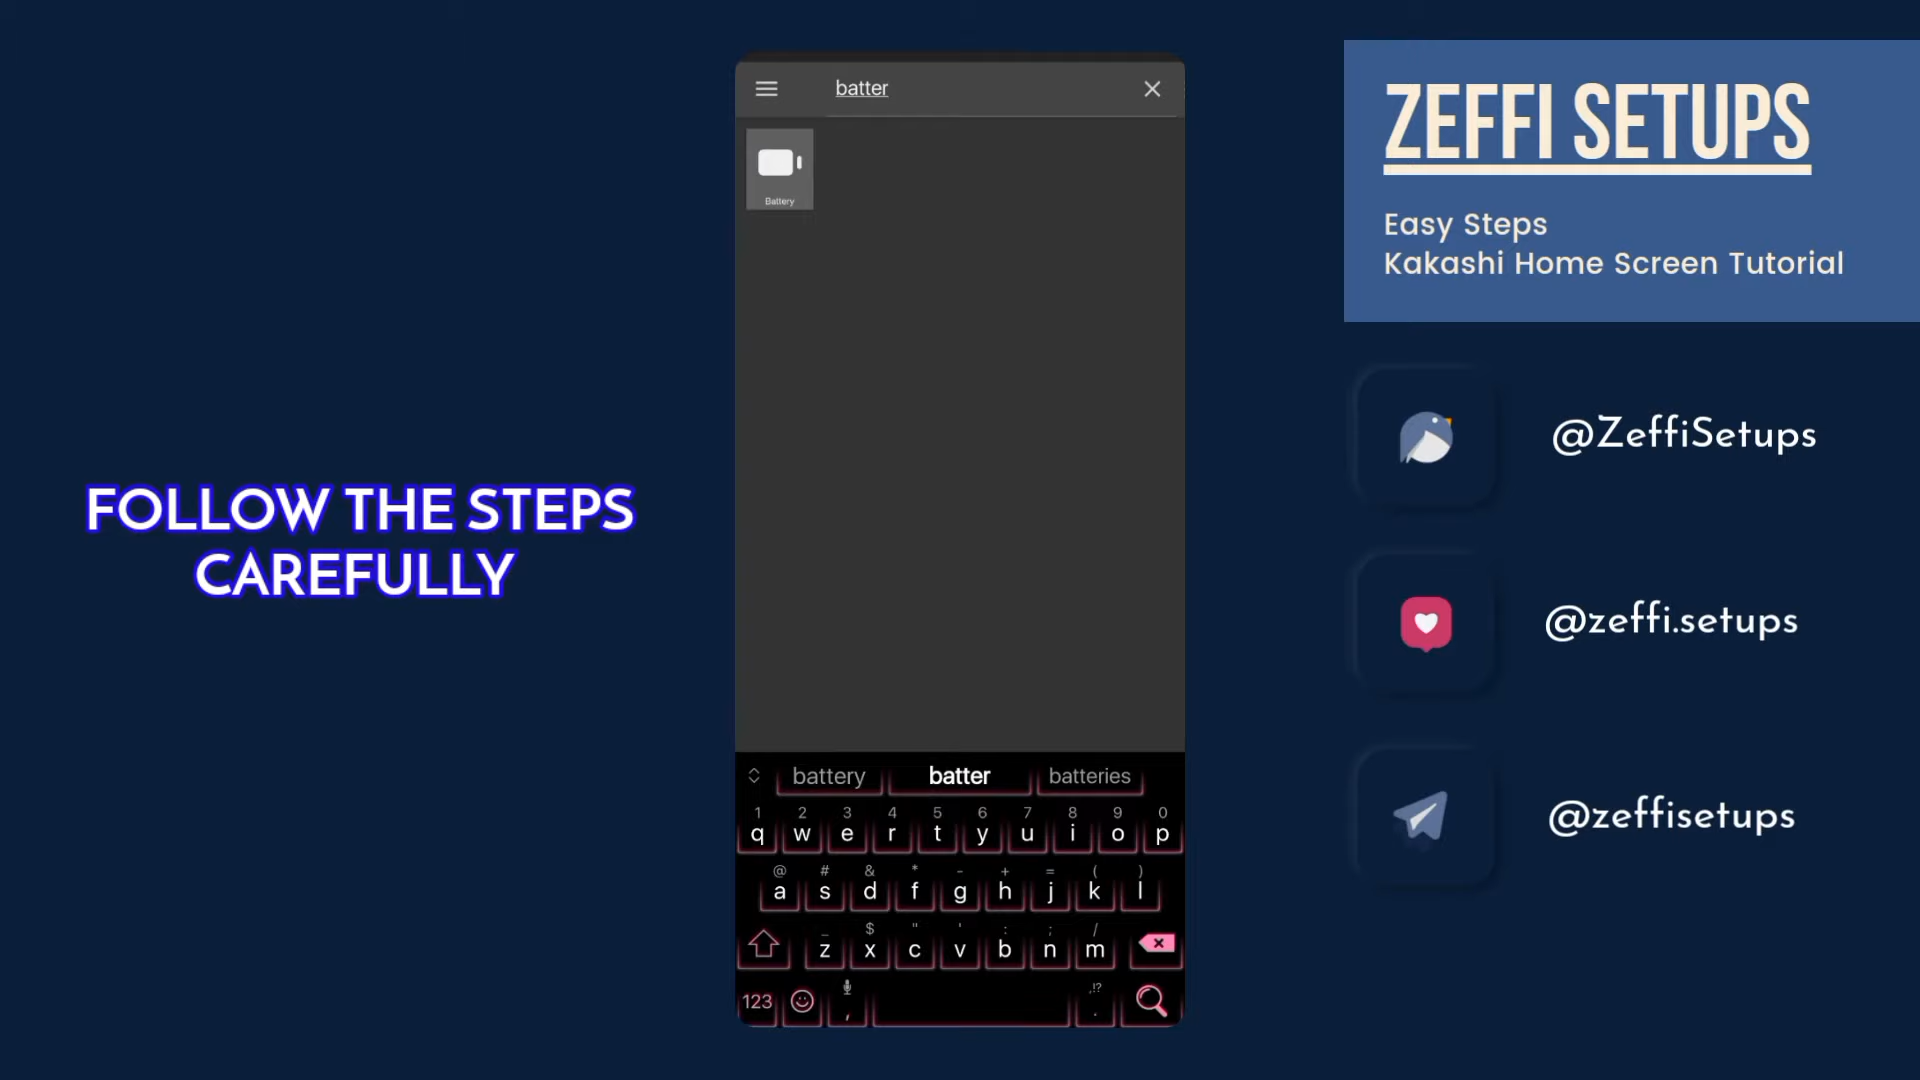 FOLLOW THE STEPS
CAREFULLY
batter
Battery
battery batter batteries
1 2 3 4 5 6 7 8 9 0
q w e r t y u i o p
@ # & * - + = ( )
a s d f g h j k l
_ $ " ' : ; /
z x c v b n m
,!?
123 , .
ZEFFI SETUPS
Easy Steps
Kakashi Home Screen Tutorial
@ZeffiSetups
@zeffi.setups
@zeffisetups